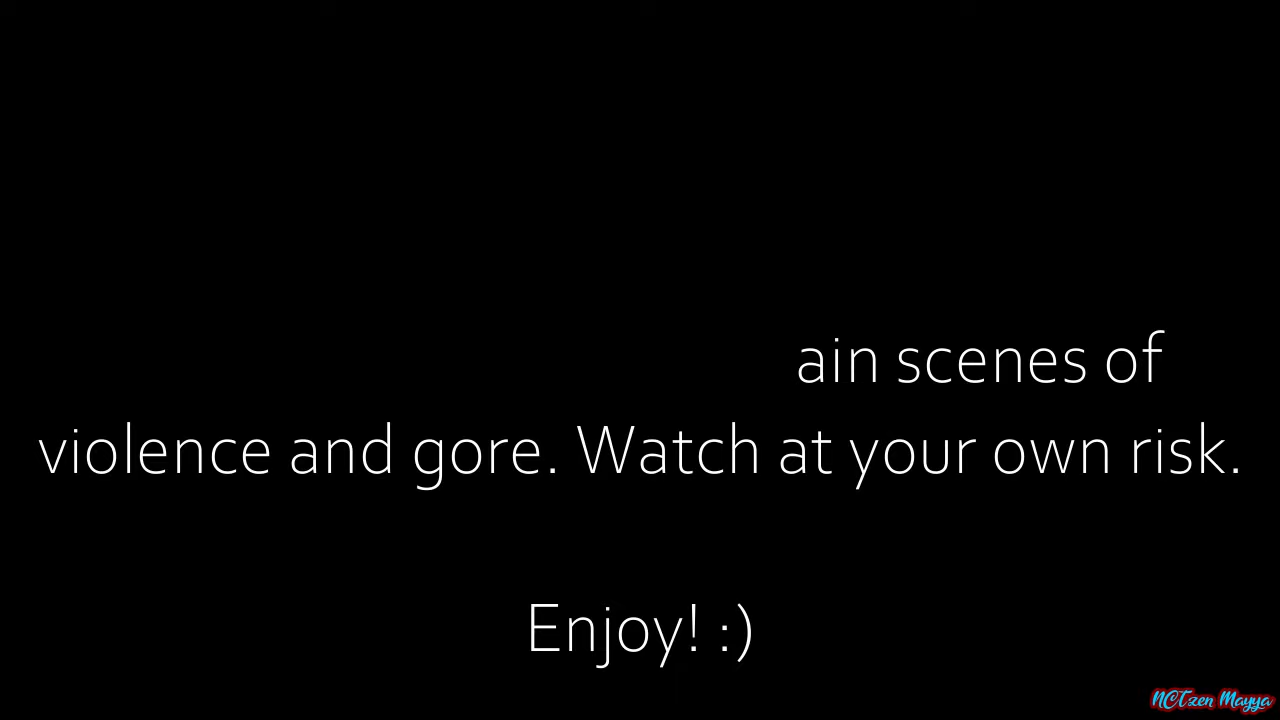 ain scenes of
violence and gore. Watch at your own risk.
Enjoy! :)
NCTzen Mayya